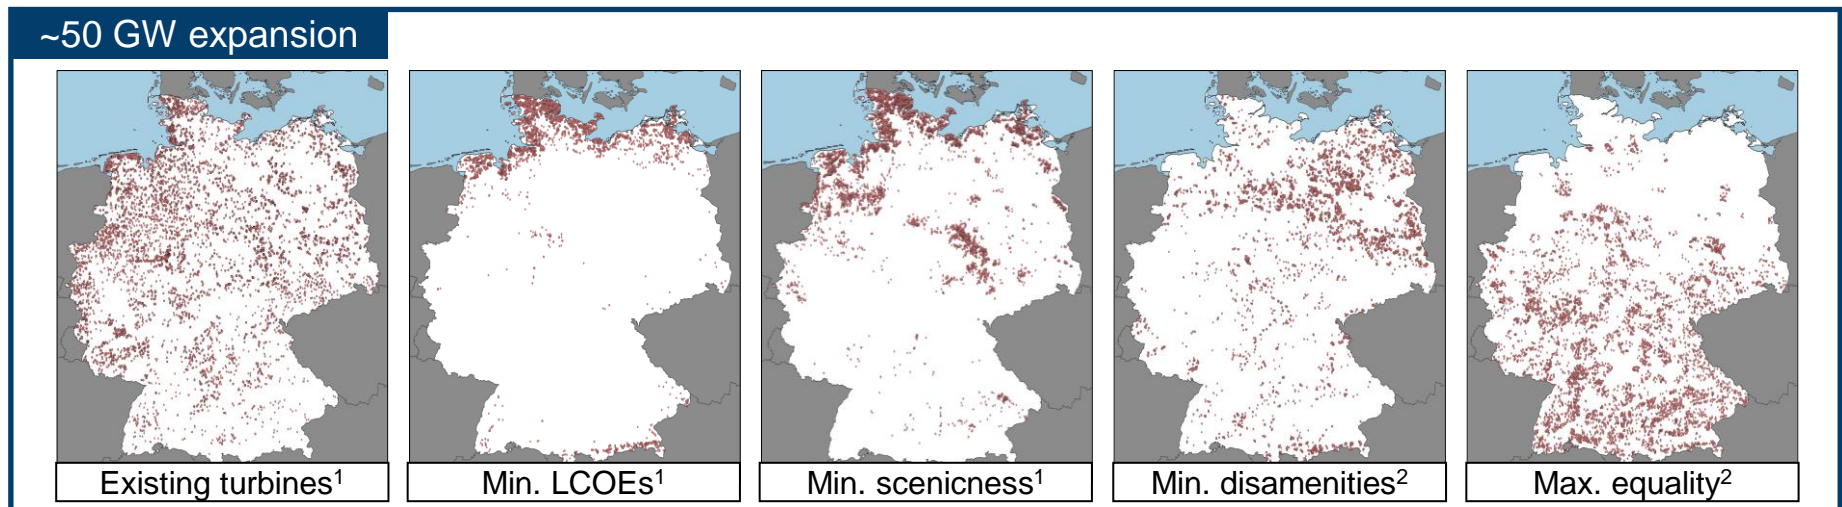 ~50 GW expansion
Existing turbines¹
Min. LCOEs¹
Min. scenicness¹
Min. disamenities²
Max. equality²